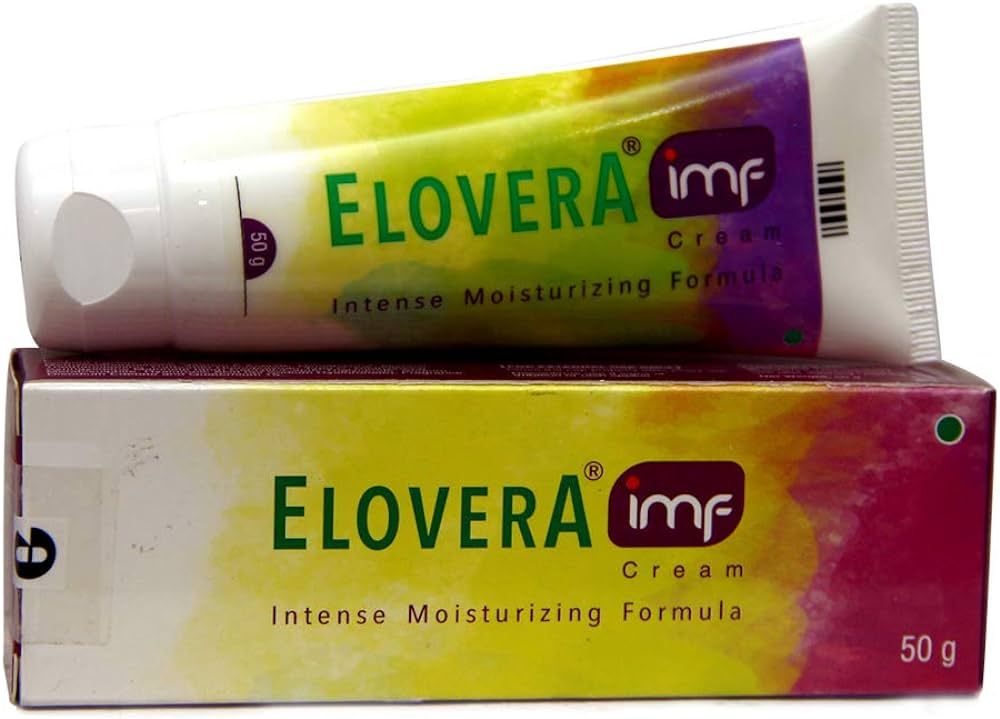 ELOVERA® imf
Cream
Intense Moisturizing Formula
50 g
ELOVERA® imf
Cream
Intense Moisturizing Formula
50 g